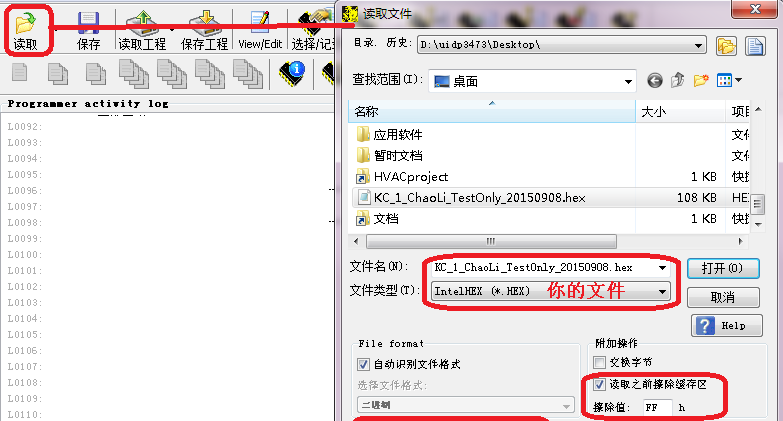 读取
保存
读取工程
保存工程
View/Edit
选择/记
Programmer activity log
L0092:
L0093:
L0094:
L0095:
L0096:
L0097:
L0098:
L0099:
L0100:
L0101:
L0102:
L0103:
L0104:
L0105:
L0106:
L0107:
L0108:
L0109:
L0110:
读取文件
目录. 历史: D:\uidp3473\Desktop\
查找范围(I): 桌面
名称 大小 项目
应用软件 文件
暂时文档 文件
HVACproject 1 KB 快捷
KC_1_ChaoLi_TestOnly_20150908.hex 108 KB HEX
文档 1 KB 快捷
文件名(N): KC_1_ChaoLi_TestOnly_20150908.hex 打开(O)
文件类型(T): IntelHEX (*.HEX) 你的文件 取消
Help
File format
自动识别文件格式
选择文件格式:
二进制
附加操作
交换字节
读取之前擦除缓存区
擦除值: FF h